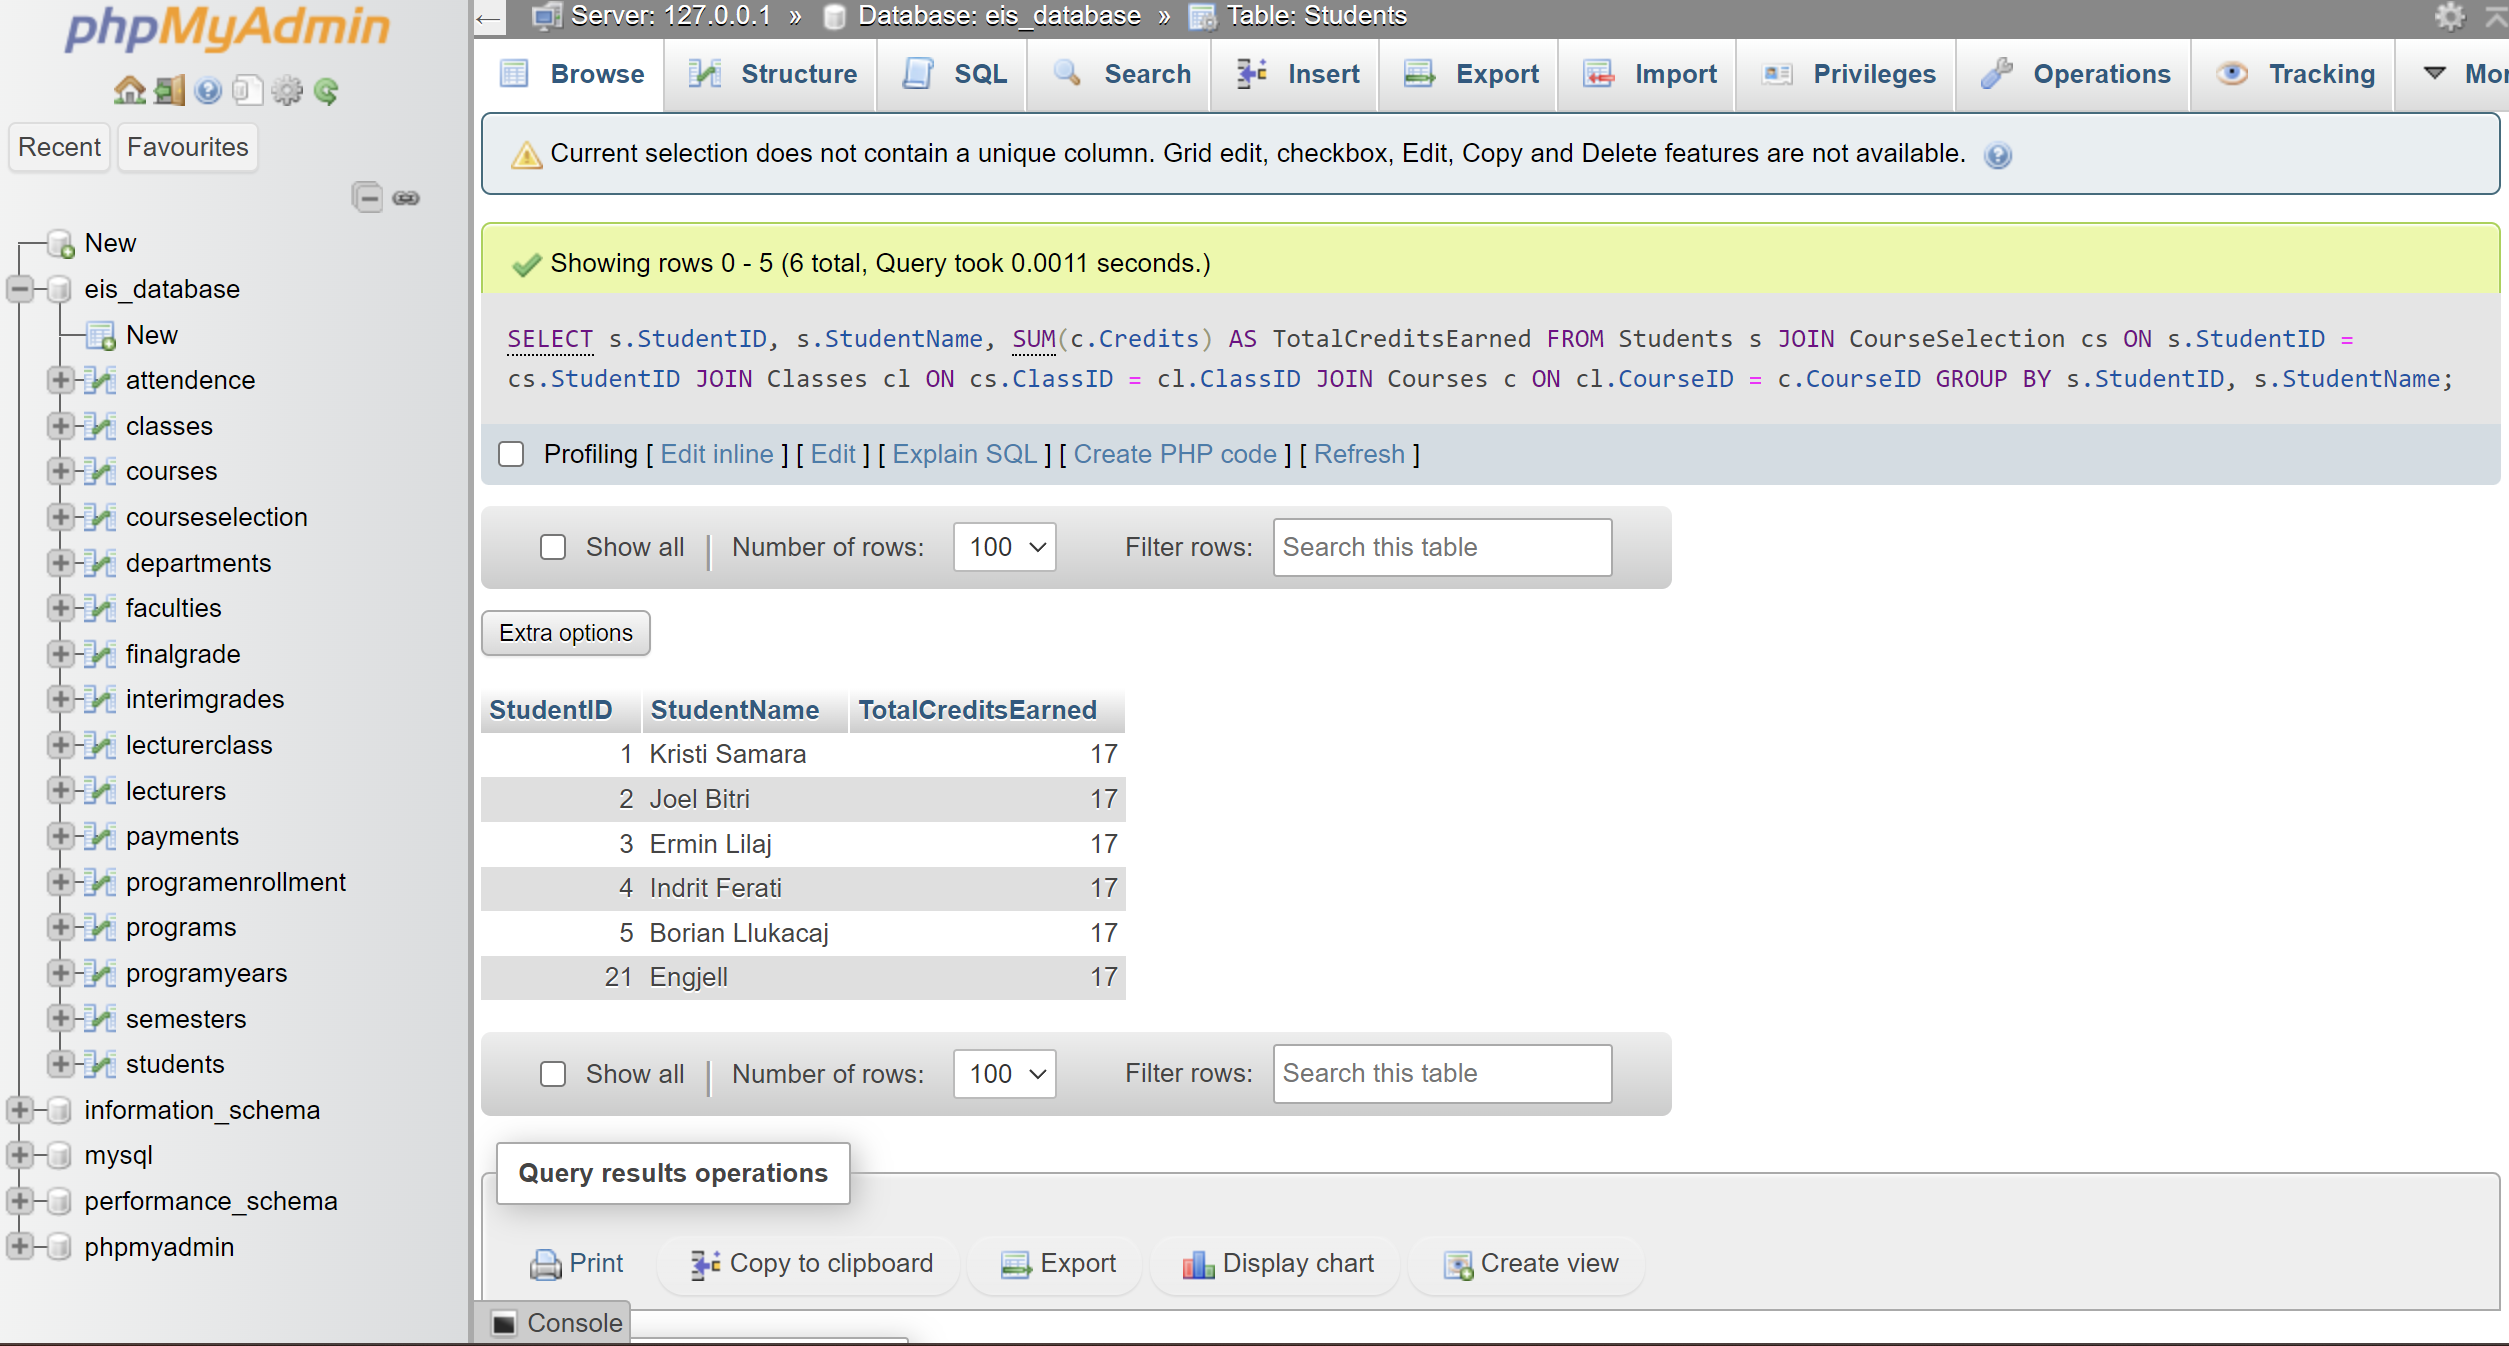 phpMyAdmin
Recent Favourites
New
eis_database
New
attendence
classes
courses
courseselection
departments
faculties
finalgrade
interimgrades
lecturerclass
lecturers
payments
programenrollment
programs
programyears
semesters
students
information_schema
mysql
performance_schema
phpmyadmin
← Server: 127.0.0.1 » Database: eis_database » Table: Students
Browse Structure SQL Search Insert Export Import Privileges Operations Tracking
Current selection does not contain a unique column. Grid edit, checkbox, Edit, Copy and Delete features are not available.
Showing rows 0 - 5 (6 total, Query took 0.0011 seconds.)
SELECT s.StudentID, s.StudentName, SUM(c.Credits) AS TotalCreditsEarned FROM Students s JOIN CourseSelection cs ON s.StudentID =
cs.StudentID JOIN Classes cl ON cs.ClassID = cl.ClassID JOIN Courses c ON cl.CourseID = c.CourseID GROUP BY s.StudentID, s.StudentName;
Profiling [ Edit inline ] [ Edit ] [ Explain SQL ] [ Create PHP code ] [ Refresh ]
Show all | Number of rows: 100 Filter rows: Search this table
Extra options
StudentID StudentName TotalCreditsEarned
1 Kristi Samara 17
2 Joel Bitri 17
3 Ermin Lilaj 17
4 Indrit Ferati 17
5 Borian Llukacaj 17
21 Engjell 17
Show all | Number of rows: 100 Filter rows: Search this table
Query results operations
Print Copy to clipboard Export Display chart Create view
Console